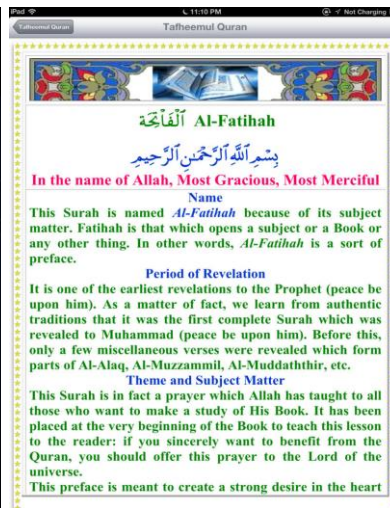 iPad 11:10 PM Not Charging
Tafheemul Quran Tafheemul Quran
ٱلْفَاتِحَة Al-Fatihah
بِسْمِ ٱللَّهِ ٱلرَّحْمَٰنِ ٱلرَّحِيمِ
In the name of Allah, Most Gracious, Most Merciful
Name
This Surah is named Al-Fatihah because of its subject
matter. Fatihah is that which opens a subject or a Book or
any other thing. In other words, Al-Fatihah is a sort of
preface.
Period of Revelation
It is one of the earliest revelations to the Prophet (peace be
upon him). As a matter of fact, we learn from authentic
traditions that it was the first complete Surah which was
revealed to Muhammad (peace be upon him). Before this,
only a few miscellaneous verses were revealed which form
parts of Al-Alaq, Al-Muzzammil, Al-Muddaththir, etc.
Theme and Subject Matter
This Surah is in fact a prayer which Allah has taught to all
those who want to make a study of His Book. It has been
placed at the very beginning of the Book to teach this lesson
to the reader: if you sincerely want to benefit from the
Quran, you should offer this prayer to the Lord of the
universe.
This preface is meant to create a strong desire in the heart